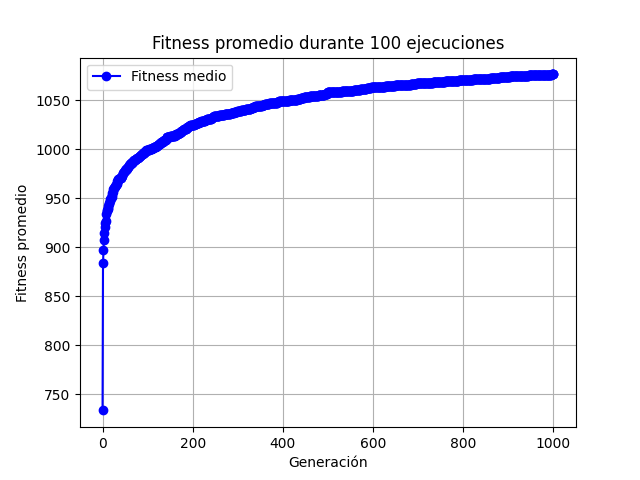 Fitness promedio durante 100 ejecuciones
Fitness medio
Fitness promedio
1050
1000
950
900
850
800
750
0 200 400 600 800 1000
Generación